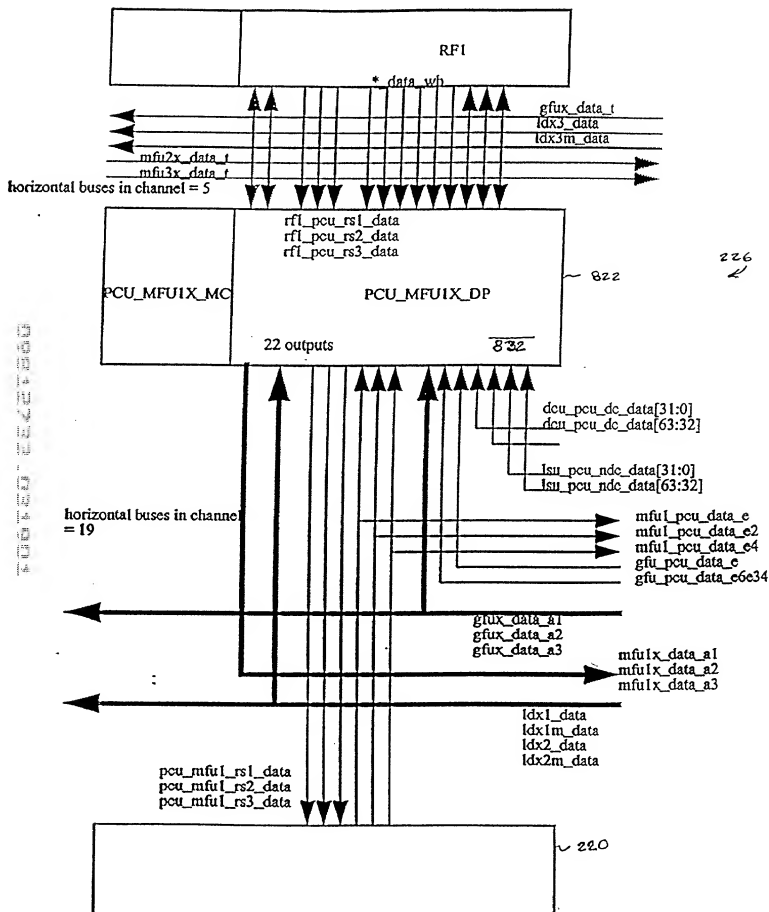 RF1
*_data_wb
gfux_data_t
ldx3_data
ldx3m_data
mfu2x_data_t
mfu3x_data_t
horizontal buses in channel = 5
rf1_pcu_rs1_data
rf1_pcu_rs2_data
rf1_pcu_rs3_data
822
226
PCU_MFU1X_MC
PCU_MFU1X_DP
22 outputs
832
dcu_pcu_dc_data[31:0]
dcu_pcu_dc_data[63:32]
lsu_pcu_ndc_data[31:0]
lsu_pcu_ndc_data[63:32]
horizontal buses in channel
= 19
mfu1_pcu_data_e
mfu1_pcu_data_e2
mfu1_pcu_data_e4
gfu_pcu_data_e
gfu_pcu_data_e6e34
gfux_data_a1
gfux_data_a2
gfux_data_a3
mfu1x_data_a1
mfu1x_data_a2
mfu1x_data_a3
ldx1_data
ldx1m_data
ldx2_data
ldx2m_data
pcu_mfu1_rs1_data
pcu_mfu1_rs2_data
pcu_mfu1_rs3_data
220